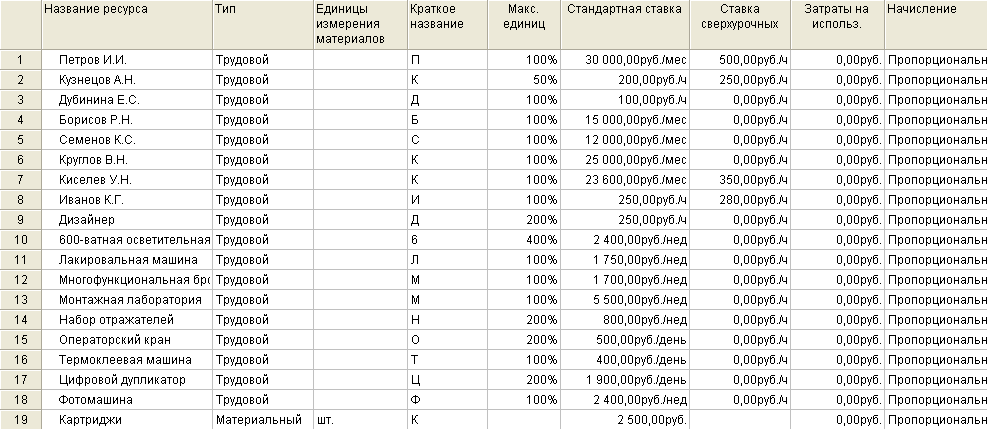 Название ресурса Тип Единицы измерения материалов Краткое название Макс. единиц Стандартная ставка Ставка сверхурочных Затраты на использ. Начисление
1 Петров И.И. Трудовой П 100% 30 000,00руб./мес 500,00руб./ч 0,00руб. Пропорциональн
2 Кузнецов А.Н. Трудовой К 50% 200,00руб./ч 250,00руб./ч 0,00руб. Пропорциональн
3 Дубинина Е.С. Трудовой Д 100% 100,00руб./ч 0,00руб./ч 0,00руб. Пропорциональн
4 Борисов Р.Н. Трудовой Б 100% 15 000,00руб./мес 0,00руб./ч 0,00руб. Пропорциональн
5 Семенов К.С. Трудовой С 100% 12 000,00руб./мес 0,00руб./ч 0,00руб. Пропорциональн
6 Круглов В.Н. Трудовой К 100% 25 000,00руб./мес 0,00руб./ч 0,00руб. Пропорциональн
7 Киселев У.Н. Трудовой К 100% 23 600,00руб./мес 350,00руб./ч 0,00руб. Пропорциональн
8 Иванов К.Г. Трудовой И 100% 250,00руб./ч 280,00руб./ч 0,00руб. Пропорциональн
9 Дизайнер Трудовой Д 200% 250,00руб./ч 0,00руб./ч 0,00руб. Пропорциональн
10 600-ватная осветительная Трудовой 6 400% 2 400,00руб./нед 0,00руб./ч 0,00руб. Пропорциональн
11 Лакировальная машина Трудовой Л 100% 1 750,00руб./нед 0,00руб./ч 0,00руб. Пропорциональн
12 Многофункциональная бро Трудовой М 100% 1 700,00руб./нед 0,00руб./ч 0,00руб. Пропорциональн
13 Монтажная лаборатория Трудовой М 100% 5 500,00руб./нед 0,00руб./ч 0,00руб. Пропорциональн
14 Набор отражателей Трудовой Н 200% 800,00руб./нед 0,00руб./ч 0,00руб. Пропорциональн
15 Операторский кран Трудовой О 200% 500,00руб./день 0,00руб./ч 0,00руб. Пропорциональн
16 Термоклеевая машина Трудовой Т 100% 400,00руб./день 0,00руб./ч 0,00руб. Пропорциональн
17 Цифровой дупликатор Трудовой Ц 200% 1 900,00руб./день 0,00руб./ч 0,00руб. Пропорциональн
18 Фотомашина Трудовой Ф 100% 2 400,00руб./нед 0,00руб./ч 0,00руб. Пропорциональн
19 Картриджи Материальный шт. К 2 500,00руб. 0,00руб. Пропорциональн